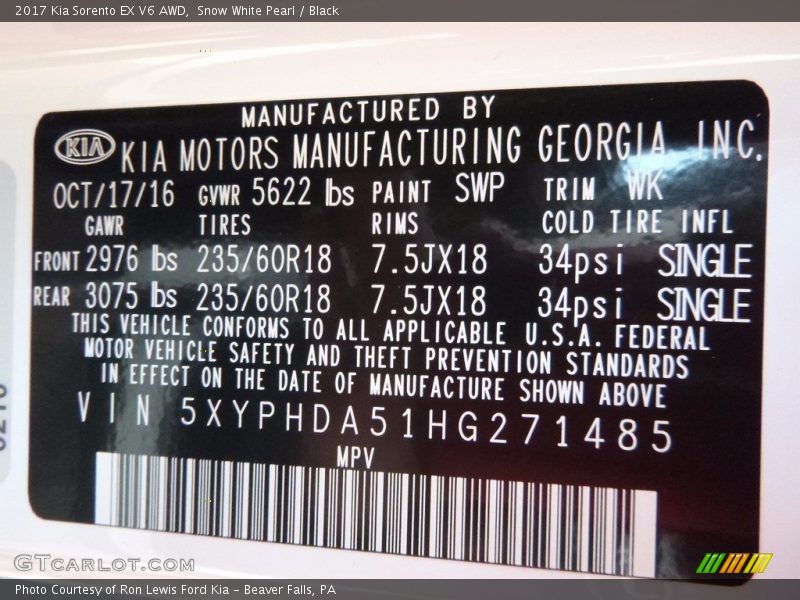 2017 Kia Sorento EX V6 AWD,  Snow White Pearl / Black
MANUFACTURED BY
KIA KIA MOTORS MANUFACTURING GEORGIA, INC.
OCT/17/16 GVWR 5622 lbs PAINT SWP TRIM WK
GAWR TIRES RIMS COLD TIRE INFL
FRONT 2976 lbs 235/60R18 7.5JX18 34psi SINGLE
REAR 3075 lbs 235/60R18 7.5JX18 34psi SINGLE
THIS VEHICLE CONFORMS TO ALL APPLICABLE U.S.A. FEDERAL
MOTOR VEHICLE SAFETY AND THEFT PREVENTION STANDARDS
IN EFFECT ON THE DATE OF MANUFACTURE SHOWN ABOVE
VIN 5XYPHDA51HG271485
MPV
GTCARLOT.COM
Photo Courtesy of Ron Lewis Ford Kia - Beaver Falls, PA